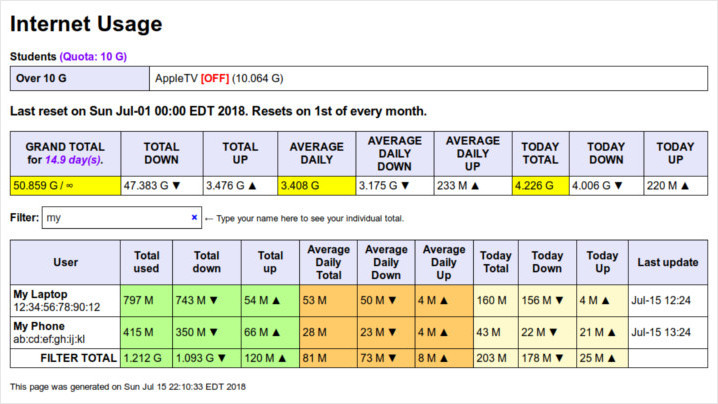 Internet Usage
Students (Quota: 10 G)
Over 10 G AppleTV [OFF] (10.064 G)
Last reset on Sun Jul-01 00:00 EDT 2018. Resets on 1st of every month.
GRAND TOTAL for 14.9 day(s). TOTAL DOWN TOTAL UP AVERAGE DAILY AVERAGE DAILY DOWN AVERAGE DAILY UP TODAY TOTAL TODAY DOWN TODAY UP
50.859 G / ∞ 47.383 G ▼ 3.476 G ▲ 3.408 G 3.175 G ▼ 233 M ▲ 4.226 G 4.006 G ▼ 220 M ▲
Filter: my × ← Type your name here to see your individual total.
User Total used Total down Total up Average Daily Total Average Daily Down Average Daily Up Today Total Today Down Today Up Last update
My Laptop
12:34:56:78:90:12 797 M 743 M ▼ 54 M ▲ 53 M 50 M ▼ 4 M ▲ 160 M 156 M ▼ 4 M ▲ Jul-15 12:24
My Phone
ab:cd:ef:gh:ij:kl 415 M 350 M ▼ 66 M ▲ 28 M 23 M ▼ 4 M ▲ 43 M 22 M ▼ 21 M ▲ Jul-15 13:24
FILTER TOTAL 1.212 G 1.093 G ▼ 120 M ▲ 81 M 73 M ▼ 8 M ▲ 203 M 178 M ▼ 25 M ▲
This page was generated on Sun Jul 15 22:10:33 EDT 2018